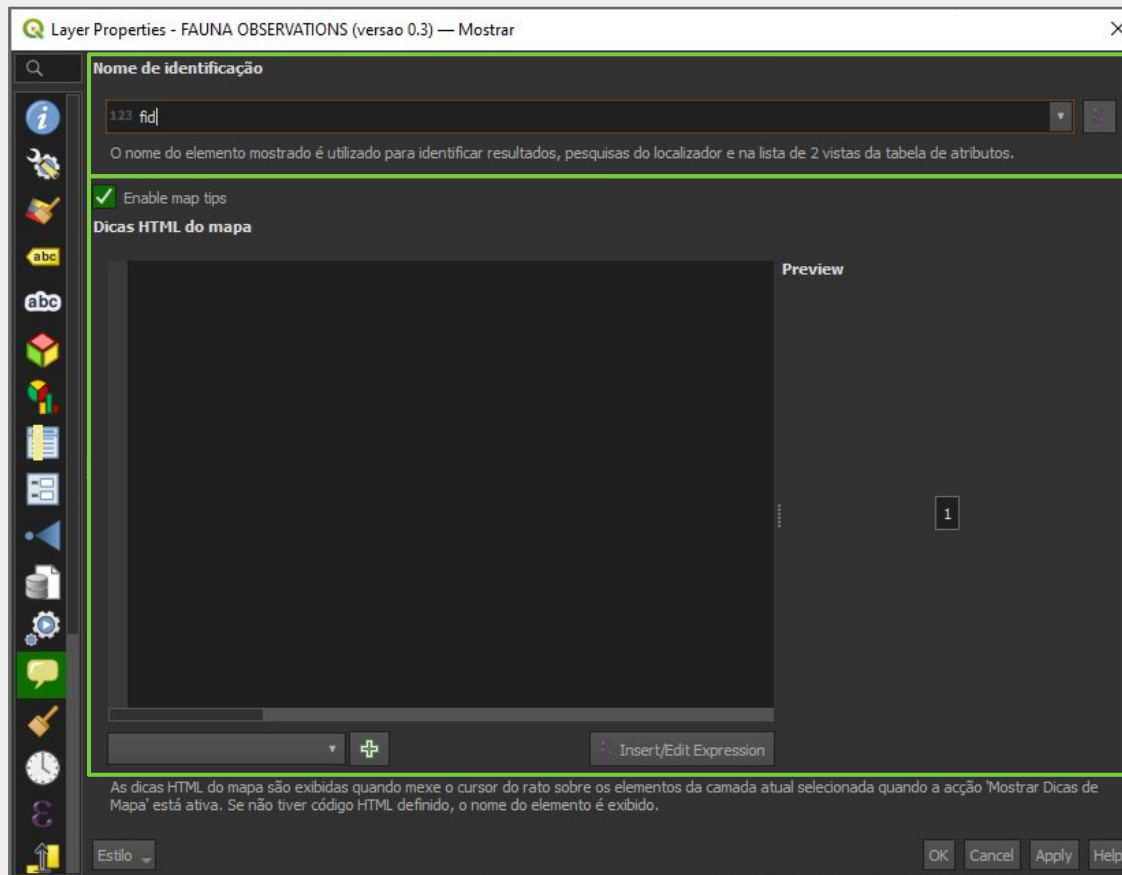 Layer Properties - FAUNA OBSERVATIONS (versao 0.3) — Mostrar
Nome de identificação
123 fid
O nome do elemento mostrado é utilizado para identificar resultados, pesquisas do localizador e na lista de 2 vistas da tabela de atributos.
Enable map tips
Dicas HTML do mapa
abc
abc
Preview
1
Insert/Edit Expression
As dicas HTML do mapa são exibidas quando mexe o cursor do rato sobre os elementos da camada atual selecionada quando a acção 'Mostrar Dicas de
Mapa' está ativa. Se não tiver código HTML definido, o nome do elemento é exibido.
Estilo
OK Cancel Apply Help